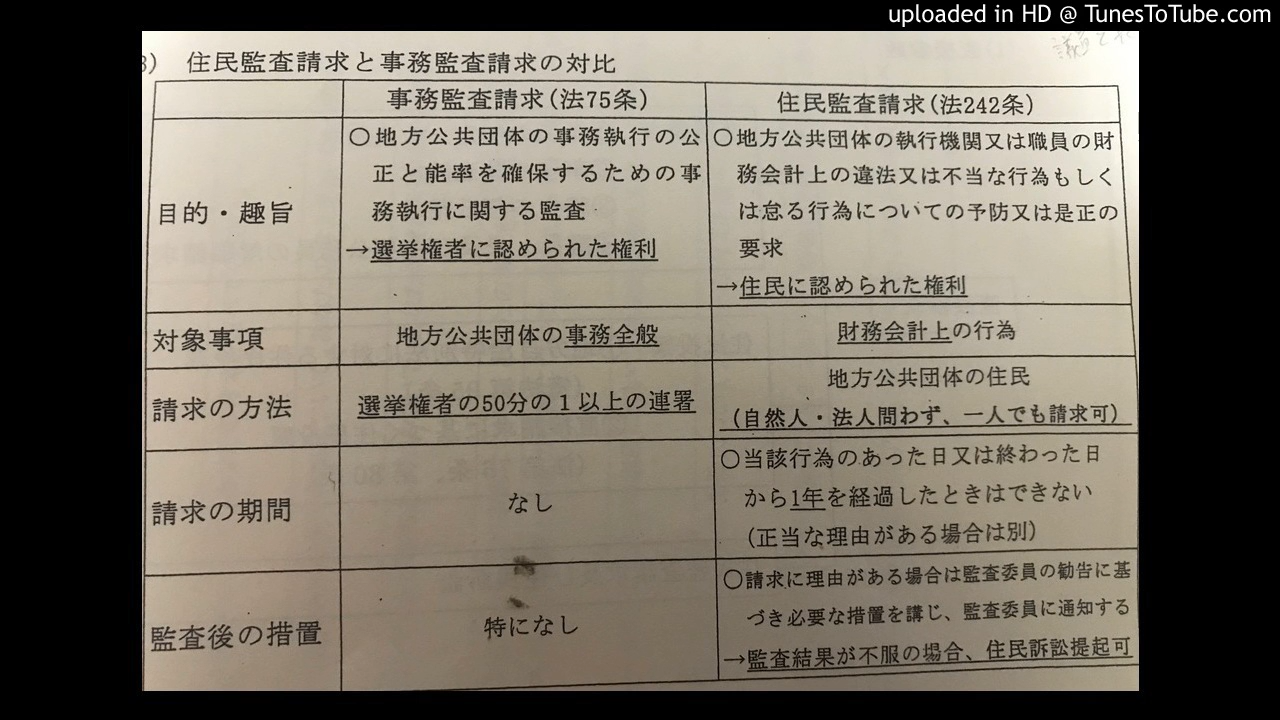 uploaded in HD @ TunesToTube.com
3) 住民監査請求と事務監査請求の対比
事務監査請求(法75条)
住民監査請求(法242条)
目的・趣旨
○地方公共団体の事務執行の公
正と能率を確保するための事
務執行に関する監査
→選挙権者に認められた権利
○地方公共団体の執行機関又は職員の財
務会計上の違法又は不当な行為もしく
は怠る行為についての予防又は是正の
要求
→住民に認められた権利
対象事項
地方公共団体の事務全般
財務会計上の行為
請求の方法
選挙権者の50分の1以上の連署
地方公共団体の住民
(自然人・法人問わず、一人でも請求可)
請求の期間
なし
○当該行為のあった日又は終わった日
から1年を経過したときはできない
(正当な理由がある場合は別)
監査後の措置
特になし
○請求に理由がある場合は監査委員の勧告に基
づき必要な措置を講じ、監査委員に通知する
→監査結果が不服の場合、住民訴訟提起可